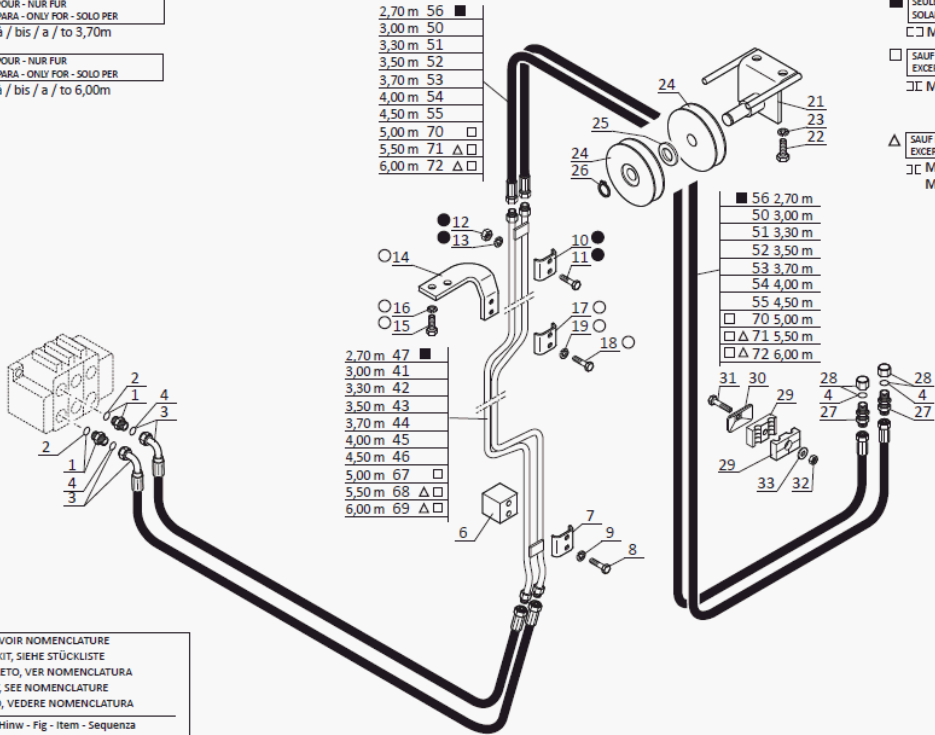 POUR - NUR FÜR
PARA - ONLY FOR - SOLO PER
/ bis / a / to 3,70m
POUR - NUR FÜR
PARA - ONLY FOR - SOLO PER
/ bis / a / to 6,00m
2,70 m 56 ■
3,00 m 50
3,30 m 51
3,50 m 52
3,70 m 53
4,00 m 54
4,50 m 55
5,00 m 70 □
5,50 m 71 △ □
6,00 m 72 △ □
■
SOLA
M
□ SAUF
EXCE
M
△ SAUF
EXCE
M
M
24
21
25
23
24
22
26
■ 56 2,70 m
50 3,00 m
51 3,30 m
52 3,50 m
53 3,70 m
54 4,00 m
55 4,50 m
□ 70 5,00 m
□ △ 71 5,50 m
□ △ 72 6,00 m
● 12
● 13
10 ●
11 ●
○ 14
○ 16
○ 15
17 ○
19 ○
18 ○
2,70 m 47 ■
3,00 m 41
3,30 m 42
3,50 m 43
3,70 m 44
4,00 m 45
4,50 m 46
5,00 m 67 □
5,50 m 68 △ □
6,00 m 69 △ □
31
30
29
28
28
4
4
27
27
29
33
32
2
1
4
3
2
1
4
3
6
7
9
8
VOIR NOMENCLATURE
KIT, SIEHE STÜCKLISTE
ETO, VER NOMENCLATURA
, SEE NOMENCLATURE
, VEDERE NOMENCLATURA
Hinw - Fig - Item - Sequenza